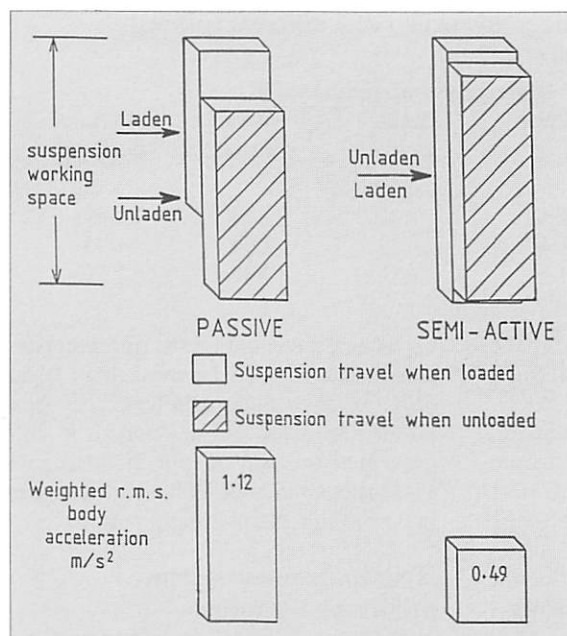 suspension
working
space
Laden
Unladen
Unladen
Laden
PASSIVE
SEMI-ACTIVE
Suspension travel when loaded
Suspension travel when unloaded
Weighted r.m.s.
body
acceleration
m/s²
1·12
0·49